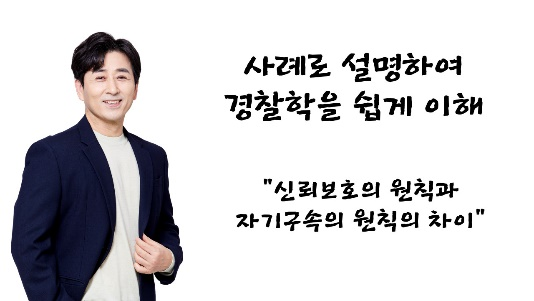 사례로 설명하여
경찰학을 쉽게 이해
"신뢰보호의 원칙과
자기구속의 원칙의 차이"